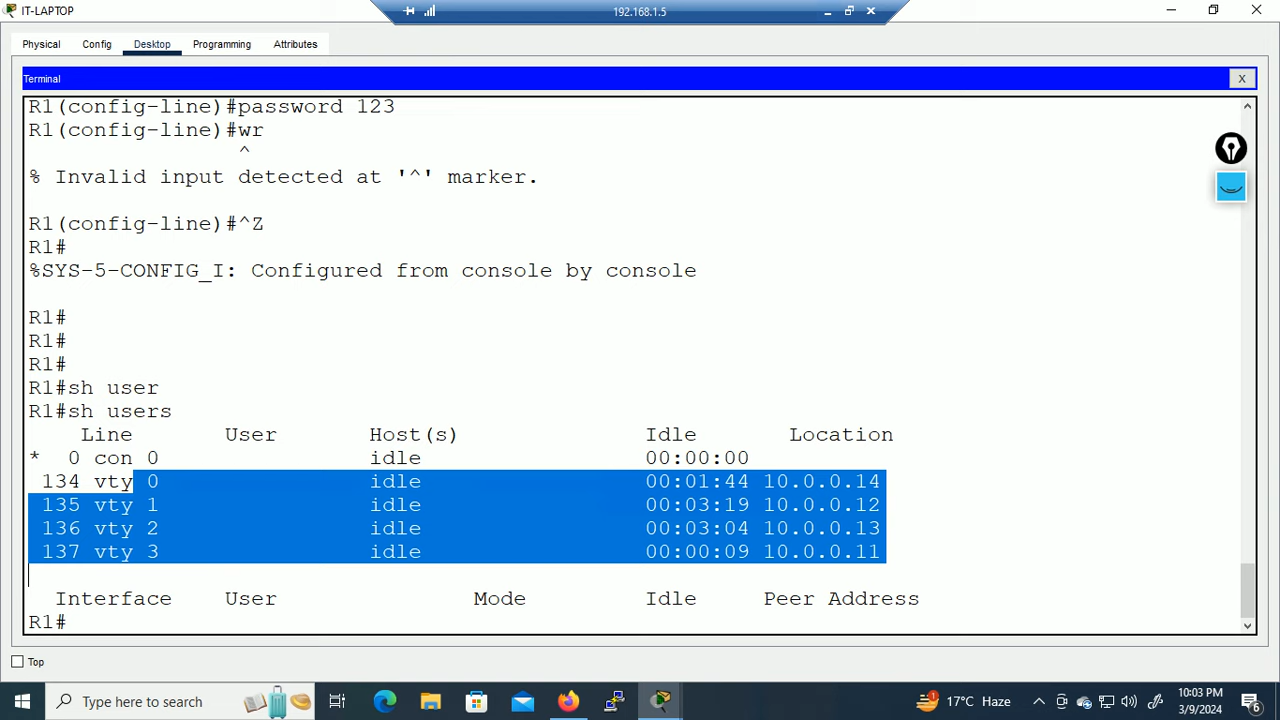 IT-LAPTOP
192.168.1.5
Physical Config Desktop Programming Attributes
Terminal X
R1(config-line)#password 123
R1(config-line)#wr
^
% Invalid input detected at '^' marker.
R1(config-line)#^Z
R1#
%SYS-5-CONFIG_I: Configured from console by console
R1#
R1#
R1#
R1#sh user
R1#sh users
Line User Host(s) Idle Location
* 0 con 0 idle 00:00:00
134 vty 0 idle 00:01:44 10.0.0.14
135 vty 1 idle 00:03:19 10.0.0.12
136 vty 2 idle 00:03:04 10.0.0.13
137 vty 3 idle 00:00:09 10.0.0.11
Interface User Mode Idle Peer Address
R1#
Top
Type here to search
1 17°C Haze
10:03 PM
3/9/2024
6